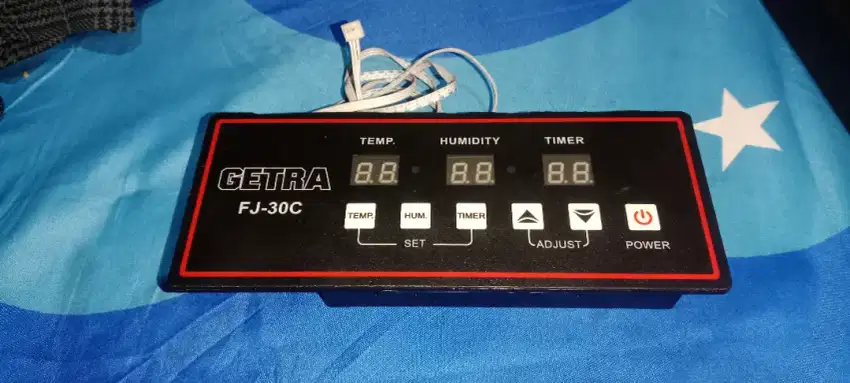 TEMP. HUMIDITY TIMER
GETRA
8.8. 8.8. 8.8.
FJ-30C
TEMP. HUM. TIMER
SET ADJUST POWER